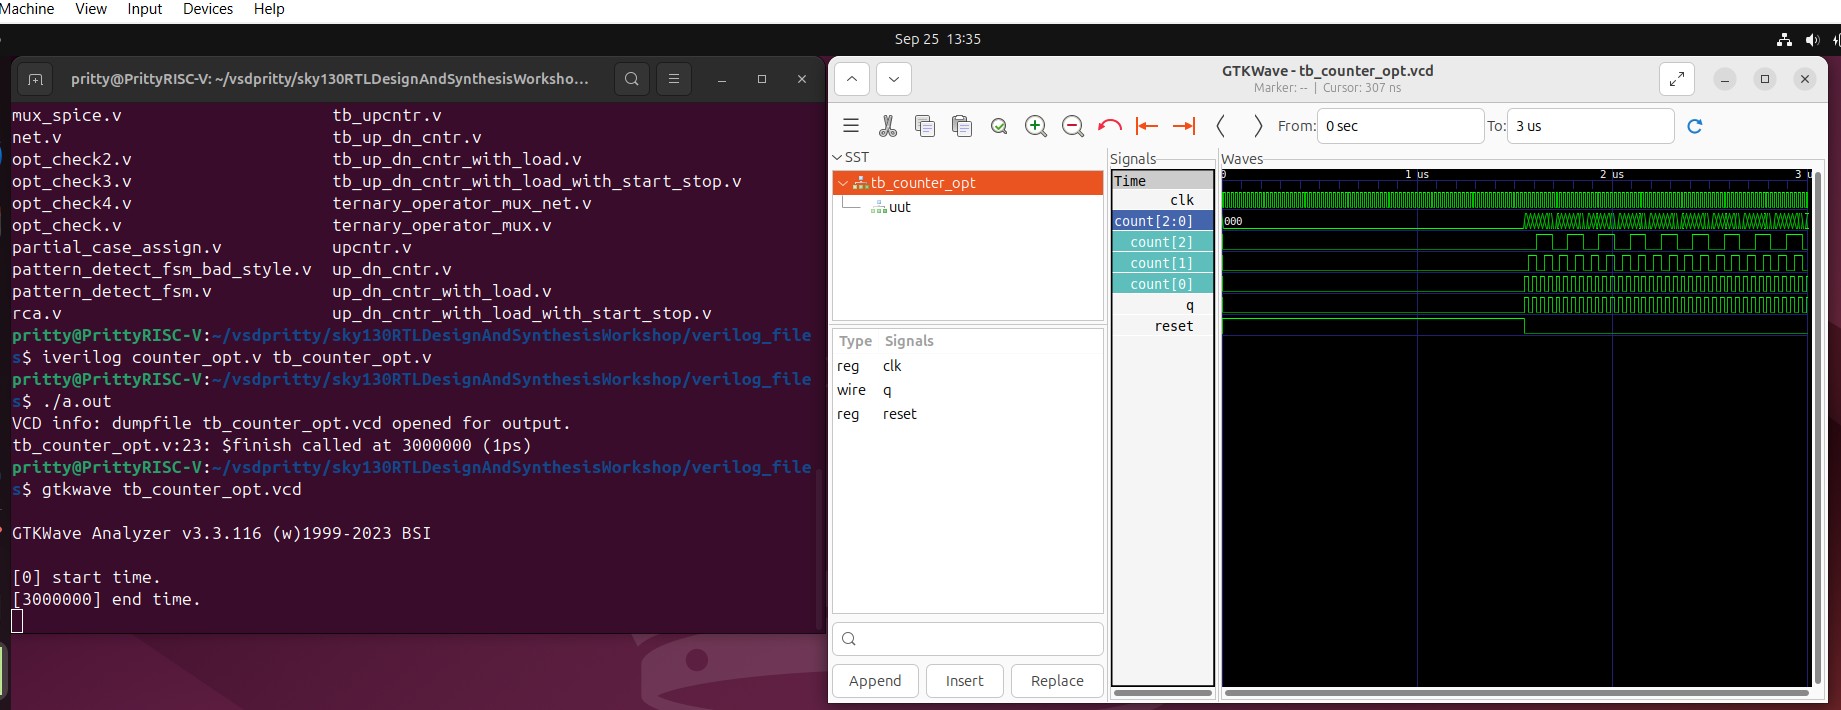 Machine View Input Devices Help
Sep 25 13:35
pritty@PrittyRISC-V: ~/vsdpritty/sky130RTLDesignAndSynthesisWorksho...
mux_spice.v tb_upcntr.v
net.v tb_up_dn_cntr.v
opt_check2.v tb_up_dn_cntr_with_load.v
opt_check3.v tb_up_dn_cntr_with_load_with_start_stop.v
opt_check4.v ternary_operator_mux_net.v
opt_check.v ternary_operator_mux.v
partial_case_assign.v upcntr.v
pattern_detect_fsm_bad_style.v up_dn_cntr.v
pattern_detect_fsm.v up_dn_cntr_with_load.v
rca.v up_dn_cntr_with_load_with_start_stop.v
pritty@PrittyRISC-V:~/vsdpritty/sky130RTLDesignAndSynthesisWorkshop/verilog_file
s$ iverilog counter_opt.v tb_counter_opt.v
pritty@PrittyRISC-V:~/vsdpritty/sky130RTLDesignAndSynthesisWorkshop/verilog_file
s$ ./a.out
VCD info: dumpfile tb_counter_opt.vcd opened for output.
tb_counter_opt.v:23: $finish called at 3000000 (1ps)
pritty@PrittyRISC-V:~/vsdpritty/sky130RTLDesignAndSynthesisWorkshop/verilog_file
s$ gtkwave tb_counter_opt.vcd
GTKWave Analyzer v3.3.116 (w)1999-2023 BSI
[0] start time.
[3000000] end time.
GTKWave - tb_counter_opt.vcd
Marker: -- | Cursor: 307 ns
From: 0 sec To: 3 us
SST
tb_counter_opt
uut
Type Signals
reg clk
wire q
reg reset
Append Insert Replace
Signals
Time
clk
count[2:0]
count[2]
count[1]
count[0]
q
reset
Waves
0 1 us 2 us 3 u
000